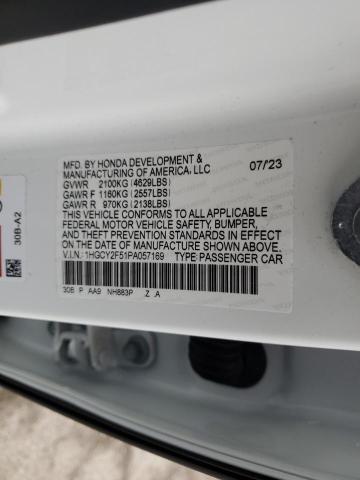 MFD. BY HONDA DEVELOPMENT &
MANUFACTURING OF AMERICA, LLC 07/23
GVWR 2100KG (4629LBS)
GAWR F 1160KG (2557LBS)
GAWR R 970KG (2138LBS)
THIS VEHICLE CONFORMS TO ALL APPLICABLE
FEDERAL MOTOR VEHICLE SAFETY, BUMPER,
AND THEFT PREVENTION STANDARDS IN EFFECT
ON THE DATE OF MANUFACTURE SHOWN ABOVE.
V.I.N.: 1HGCY2F51PA057169 TYPE PASSENGER CAR
30B P AA9 NH883P Z A
30B-A2